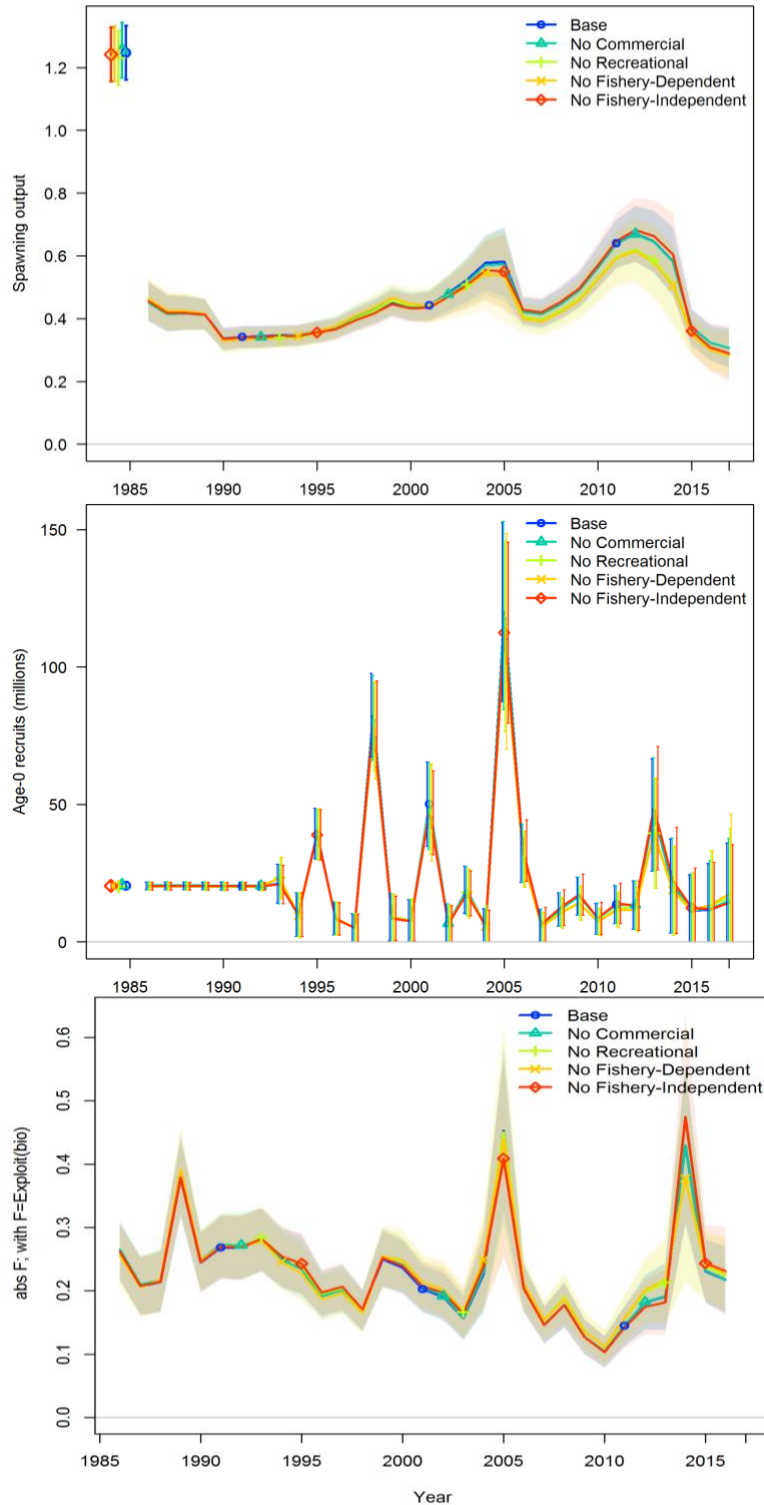 Base
No Commercial
No Recreational
No Fishery-Dependent
No Fishery-Independent
Spawning output
1.2
1.0
0.8
0.6
0.4
0.2
0.0
1985 1990 1995 2000 2005 2010 2015
Base
No Commercial
No Recreational
No Fishery-Dependent
No Fishery-Independent
Age-0 recruits (millions)
150
100
50
0
1985 1990 1995 2000 2005 2010 2015
Base
No Commercial
No Recreational
No Fishery-Dependent
No Fishery-Independent
abs F; with F=Exploit(bio)
0.6
0.5
0.4
0.3
0.2
0.1
0.0
1985 1990 1995 2000 2005 2010 2015
Year